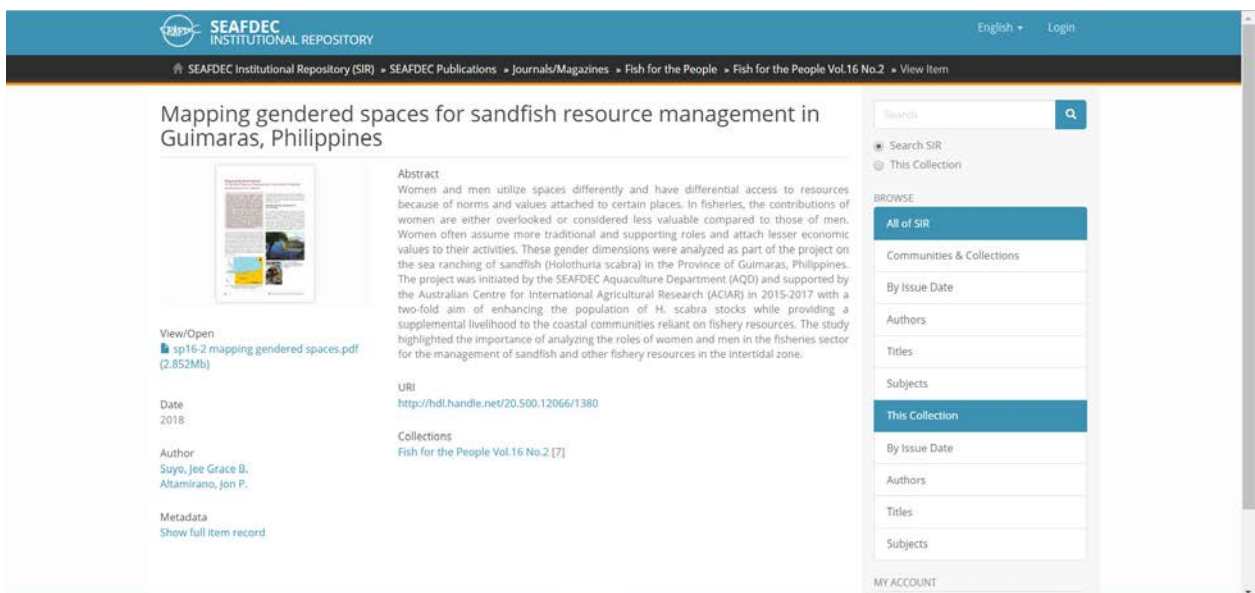 SEAFDEC
INSTITUTIONAL REPOSITORY
English
Login
SEAFDEC Institutional Repository (SIR) » SEAFDEC Publications » Journals/Magazines » Fish for the People » Fish for the People Vol.16 No.2 » View Item
Mapping gendered spaces for sandfish resource management in
Guimaras, Philippines
View/Open
sp16-2 mapping gendered spaces.pdf
(2.852Mb)
Date
2018
Author
Suyo, Jee Grace B.
Altamirano, Jon P.
Metadata
Show full item record
Abstract
Women and men utilize spaces differently and have differential access to resources
because of norms and values attached to certain places. In fisheries, the contributions of
women are either overlooked or considered less valuable compared to those of men.
Women often assume more traditional and supporting roles and attach lesser economic
values to their activities. These gender dimensions were analyzed as part of the project on
the sea ranching of sandfish (Holothuria scabra) in the Province of Guimaras, Philippines.
The project was initiated by the SEAFDEC Aquaculture Department (AQD) and supported by
the Australian Centre for International Agricultural Research (ACIAR) in 2015-2017 with a
two-fold aim of enhancing the population of H. scabra stocks while providing a
supplemental livelihood to the coastal communities reliant on fishery resources. The study
highlighted the importance of analyzing the roles of women and men in the fisheries sector
for the management of sandfish and other fishery resources in the intertidal zone.
URI
http://hdl.handle.net/20.500.12066/1380
Collections
Fish for the People Vol.16 No.2 [7]
Search
Search SIR
This Collection
BROWSE
All of SIR
Communities & Collections
By Issue Date
Authors
Titles
Subjects
This Collection
By Issue Date
Authors
Titles
Subjects
MY ACCOUNT